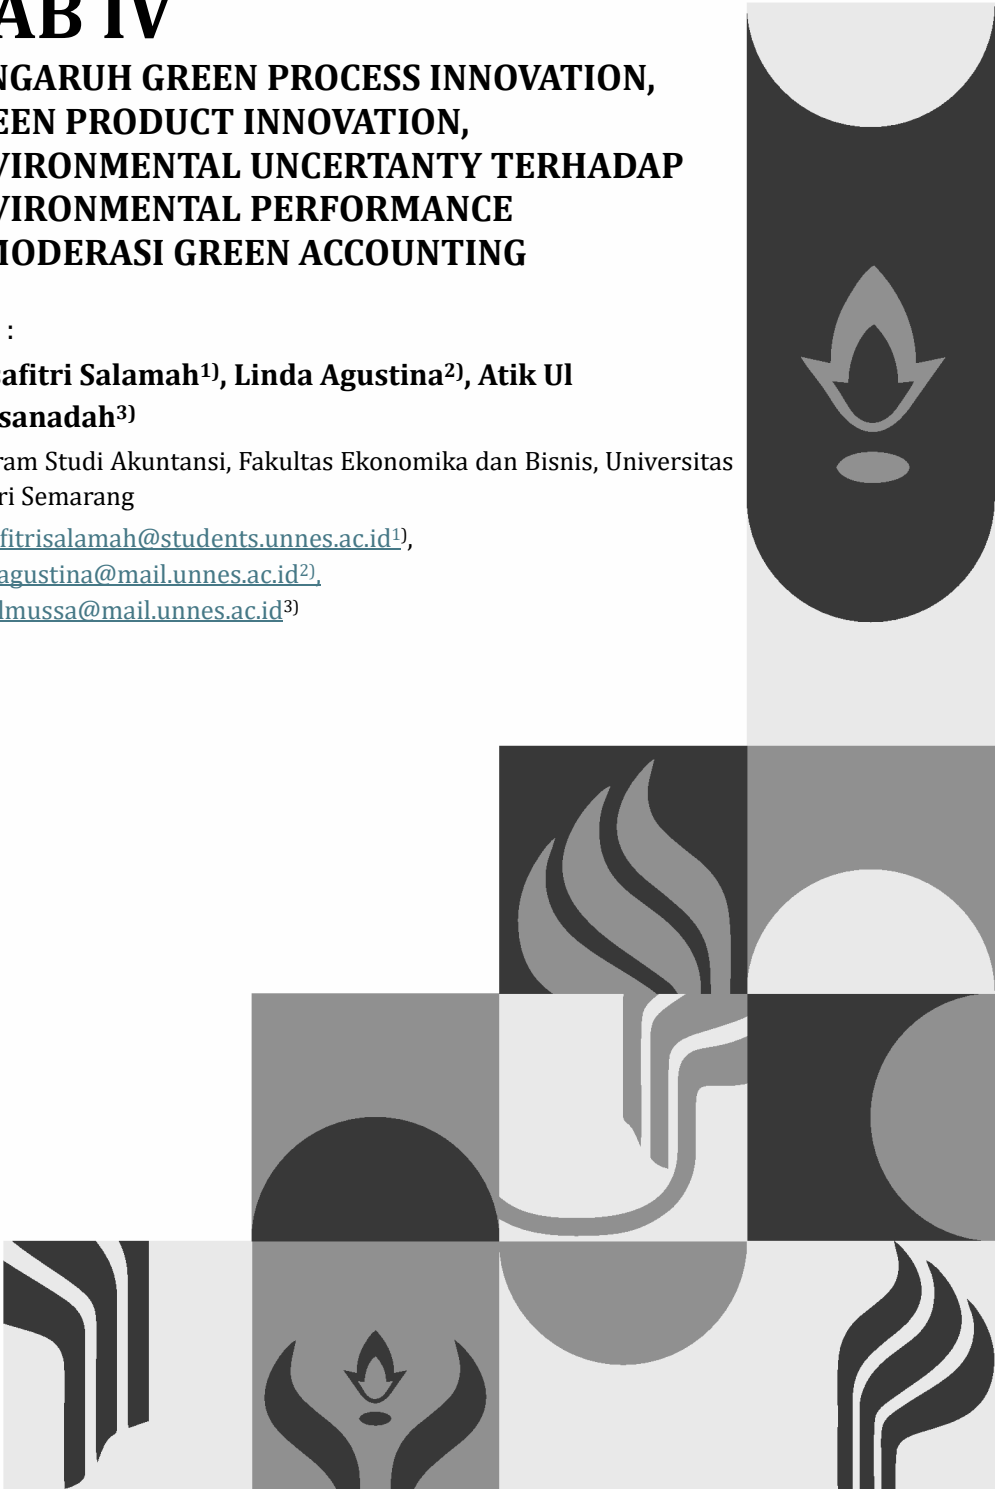 AB IV
NGARUH GREEN PROCESS INNOVATION,
EEN PRODUCT INNOVATION,
VIRONMENTAL UNCERTANTY TERHADAP
VIRONMENTAL PERFORMANCE
MODERASI GREEN ACCOUNTING
:
afitri Salamah1), Linda Agustina2), Atik Ul
sanadah3)
ram Studi Akuntansi, Fakultas Ekonomika dan Bisnis, Universitas
ri Semarang
fitrisalamah@students.unnes.ac.id1),
agustina@mail.unnes.ac.id2),
lmussa@mail.unnes.ac.id3)